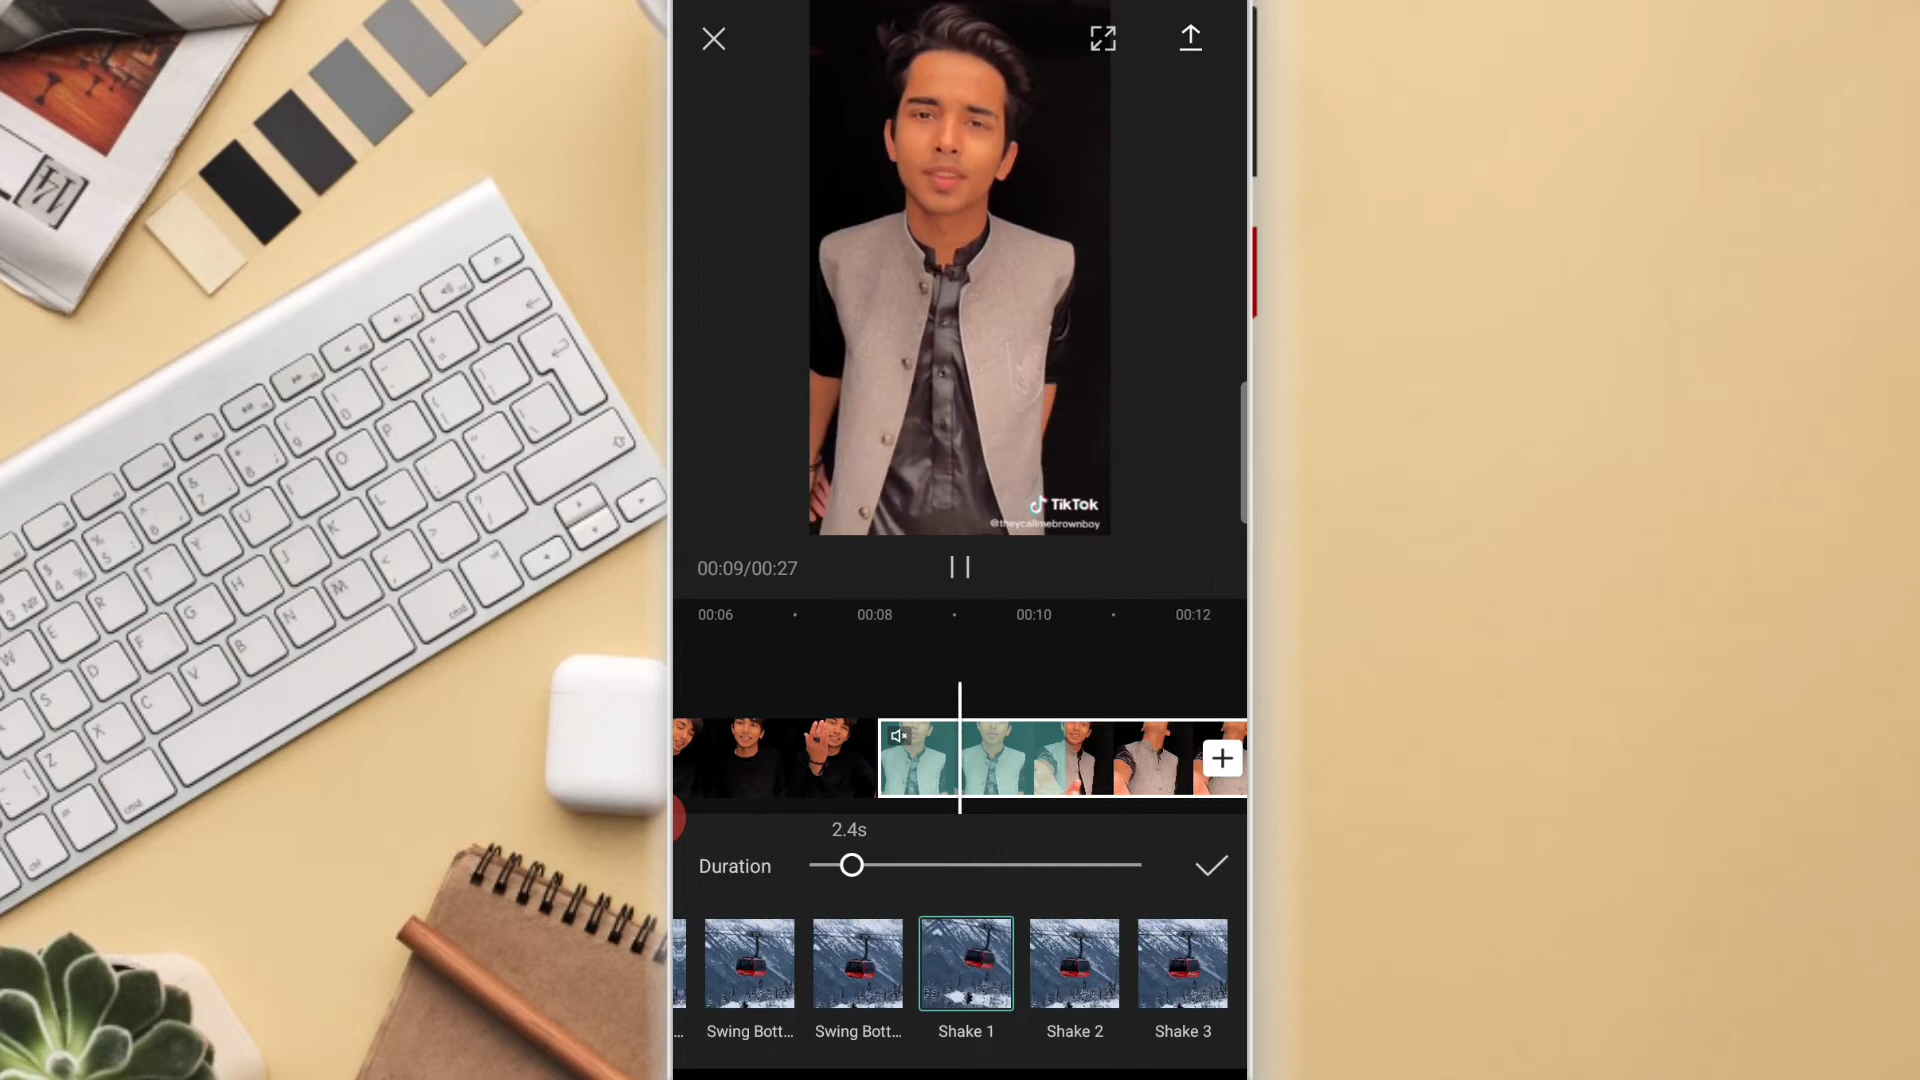 TikTok
@theycallmebrownboy
00:09/00:27
00:06
00:08
00:10
00:12
2.4s
Duration
...
Swing Bott...
Swing Bott...
Shake 1
Shake 2
Shake 3